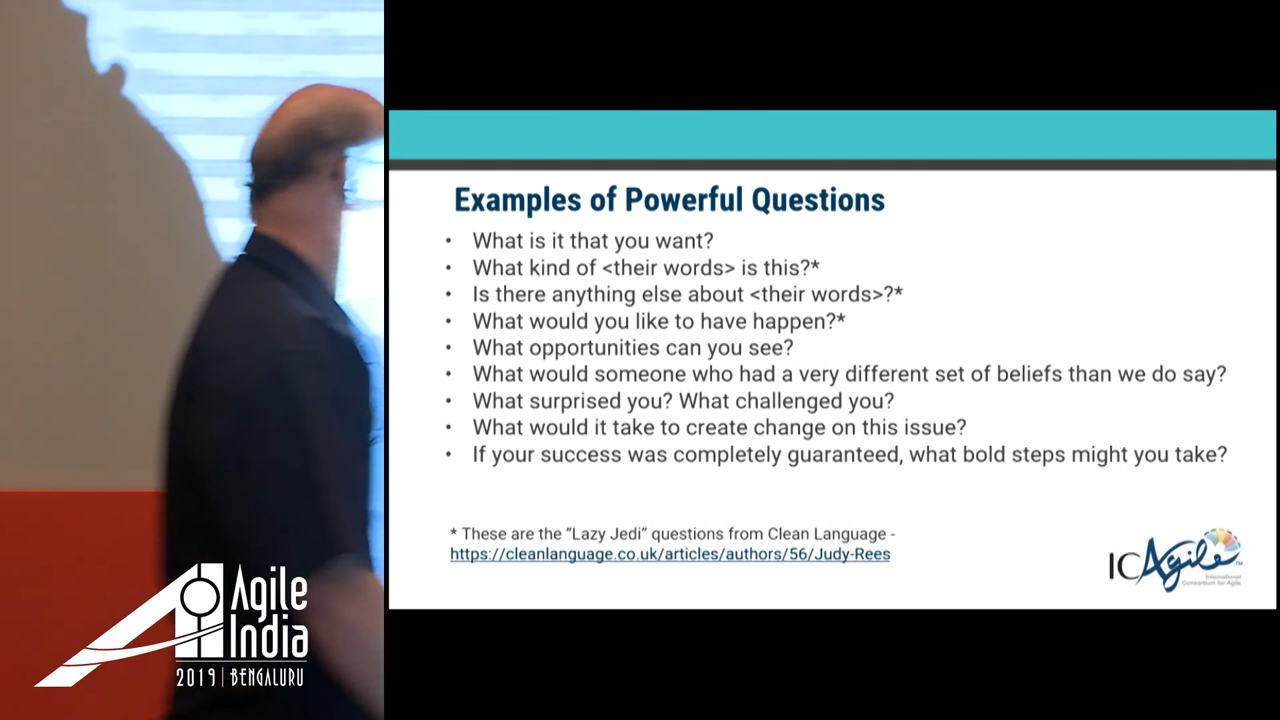 Examples of Powerful Questions
• What is it that you want?
• What kind of <their words> is this?*
• Is there anything else about <their words>?*
• What would you like to have happen?*
• What opportunities can you see?
• What would someone who had a very different set of beliefs than we do say?
• What surprised you? What challenged you?
• What would it take to create change on this issue?
• If your success was completely guaranteed, what bold steps might you take?
* These are the “Lazy Jedi” questions from Clean Language -
https://cleanlanguage.co.uk/articles/authors/56/Judy-Rees
ICAgile™
International
Consortium for Agile
Agile
India
2019 | BENGALURU